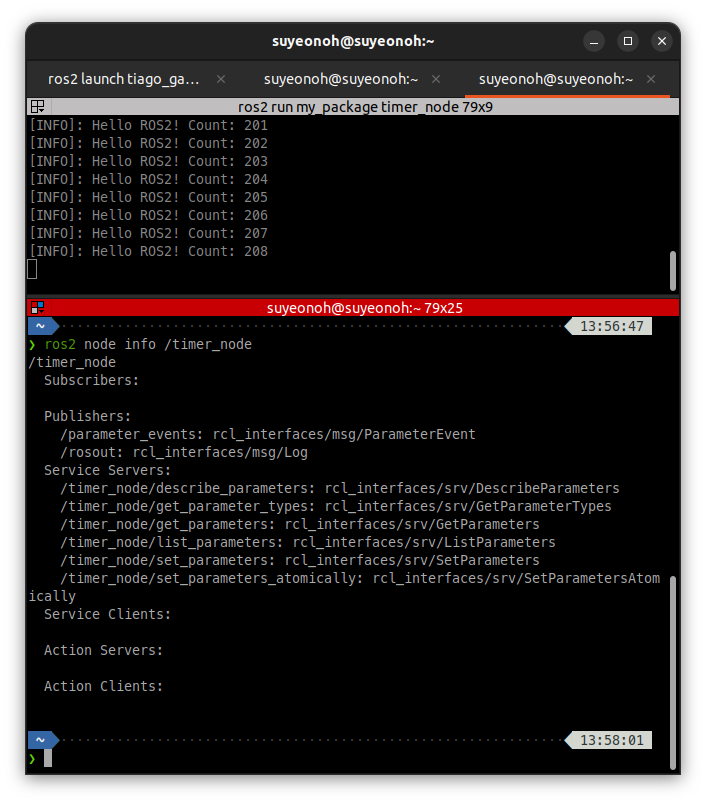 suyeonoh@suyeonoh:~
ros2 launch tiago_ga... × suyeonoh@suyeonoh:~ × suyeonoh@suyeonoh:~ ×
ros2 run my_package timer_node 79x9
[INFO]: Hello ROS2! Count: 201
[INFO]: Hello ROS2! Count: 202
[INFO]: Hello ROS2! Count: 203
[INFO]: Hello ROS2! Count: 204
[INFO]: Hello ROS2! Count: 205
[INFO]: Hello ROS2! Count: 206
[INFO]: Hello ROS2! Count: 207
[INFO]: Hello ROS2! Count: 208
suyeonoh@suyeonoh:~ 79x25
~ 13:56:47
❯ ros2 node info /timer_node
/timer_node
  Subscribers:

  Publishers:
    /parameter_events: rcl_interfaces/msg/ParameterEvent
    /rosout: rcl_interfaces/msg/Log
  Service Servers:
    /timer_node/describe_parameters: rcl_interfaces/srv/DescribeParameters
    /timer_node/get_parameter_types: rcl_interfaces/srv/GetParameterTypes
    /timer_node/get_parameters: rcl_interfaces/srv/GetParameters
    /timer_node/list_parameters: rcl_interfaces/srv/ListParameters
    /timer_node/set_parameters: rcl_interfaces/srv/SetParameters
    /timer_node/set_parameters_atomically: rcl_interfaces/srv/SetParametersAtom
ically
  Service Clients:

  Action Servers:

  Action Clients:

~ 13:58:01
❯